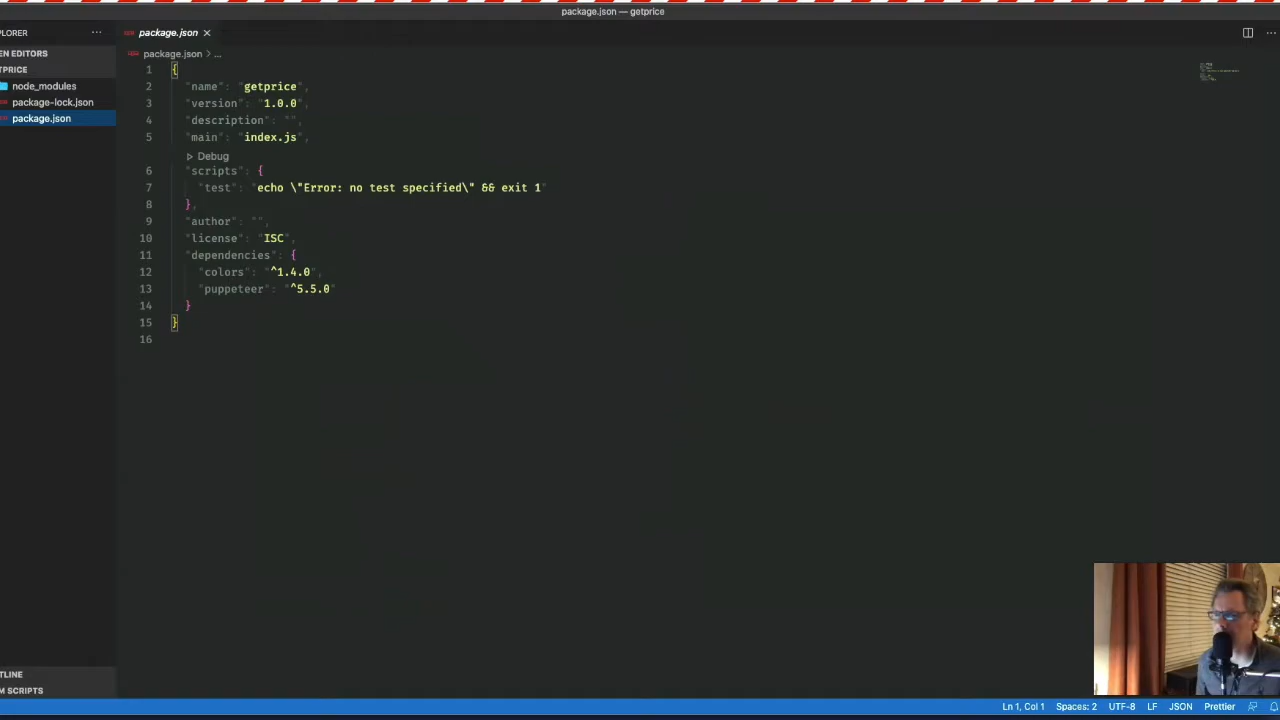 package.json — getprice
PLORER
package.json
EN EDITORS
package.json > ...
TPRICE
node_modules
package-lock.json
package.json
1 {
2 "name": "getprice",
3 "version": "1.0.0",
4 "description": "",
5 "main": "index.js",
Debug
6 "scripts": {
7 "test": "echo \"Error: no test specified\" && exit 1"
8 },
9 "author": "",
10 "license": "ISC",
11 "dependencies": {
12 "colors": "^1.4.0",
13 "puppeteer": "^5.5.0"
14 }
15 }
16
TLINE
M SCRIPTS
Ln 1, Col 1 Spaces: 2 UTF-8 LF JSON Prettier